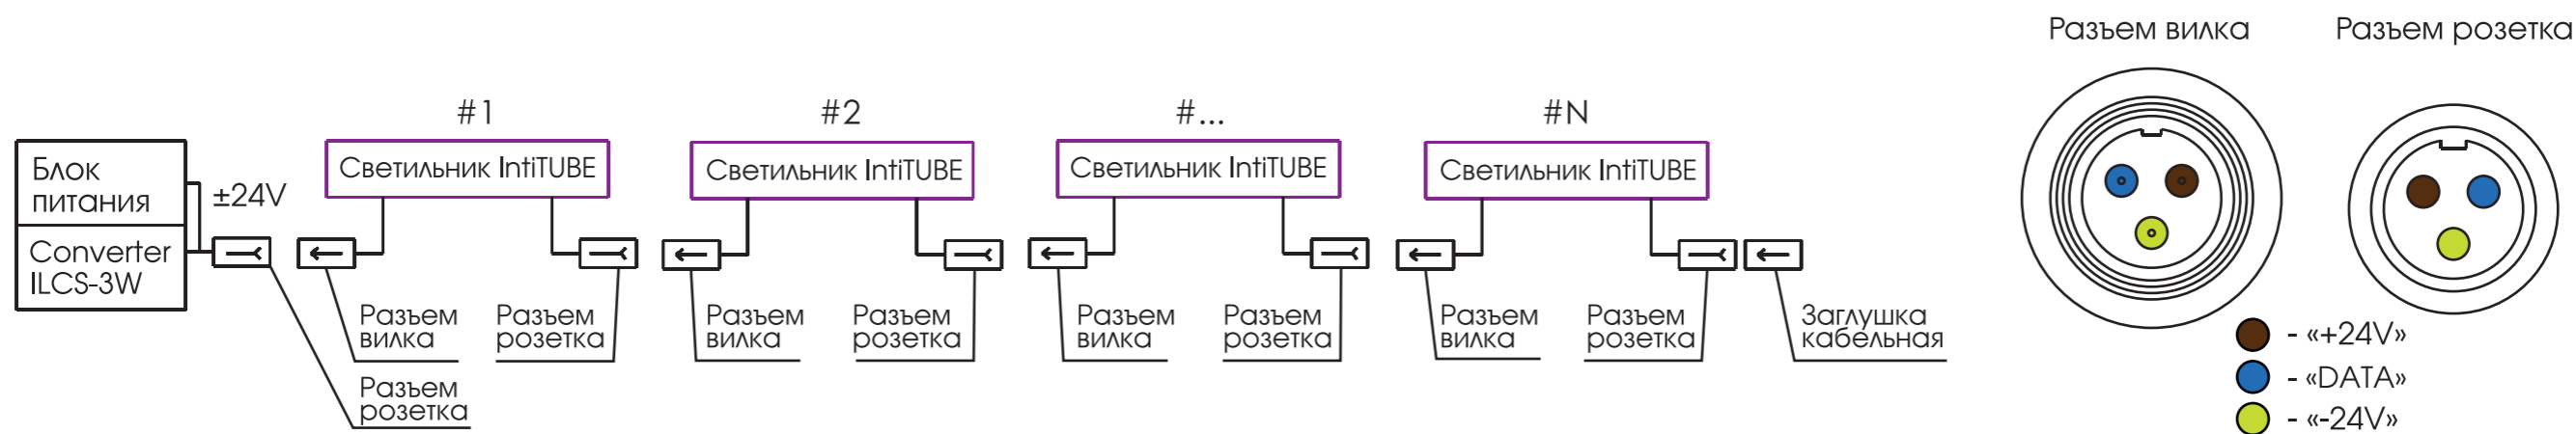 Разъем вилка
Разъем розетка
#1
#2
#...
#N
Блок
питания
±24V
Converter
ILCS-3W
Светильник IntiTUBE
Светильник IntiTUBE
Светильник IntiTUBE
Светильник IntiTUBE
Разъем
вилка
Разъем
розетка
Разъем
розетка
Разъем
вилка
Разъем
розетка
Разъем
вилка
Разъем
розетка
Разъем
вилка
Разъем
розетка
Заглушка
кабельная
- «+24V»
- «DATA»
- «-24V»